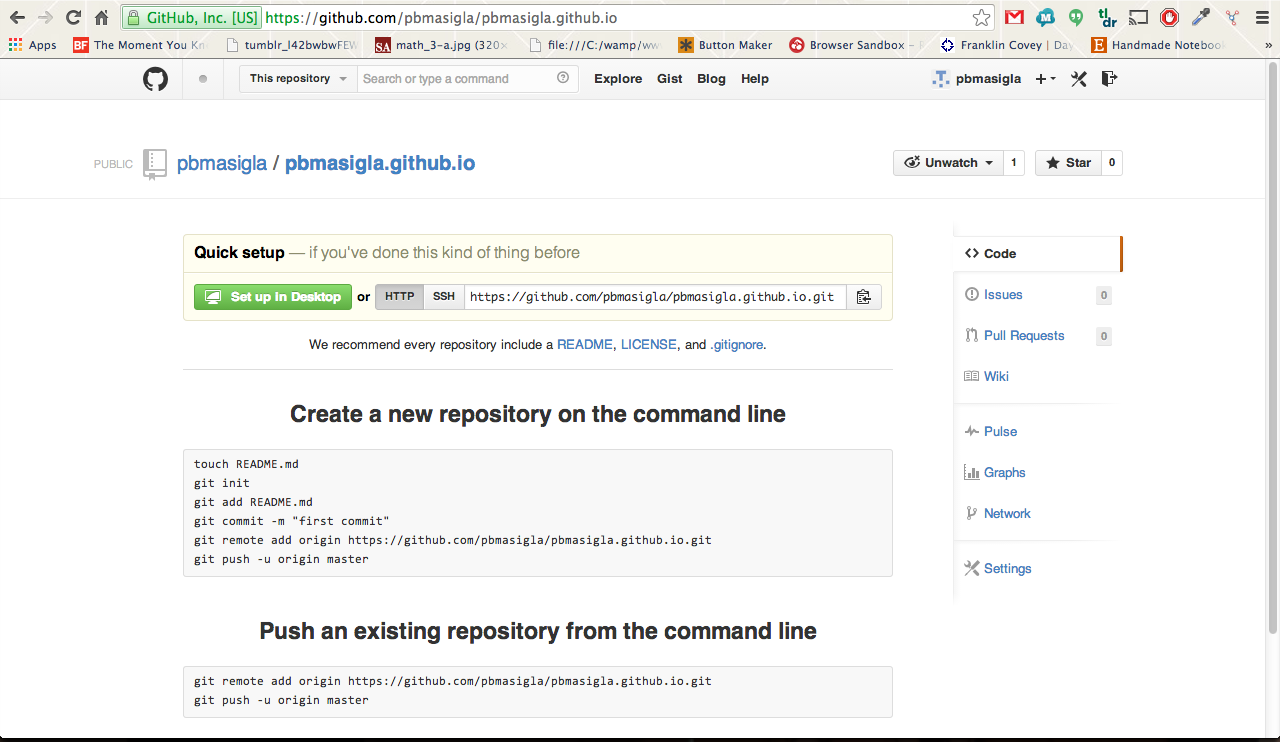 GitHub, Inc. [US] https://github.com/pbmasigla/pbmasigla.github.io
Apps BF The Moment You Kn tumblr_l42bwbwFEW SA math_3-a.jpg (320× file:///C:/wamp/ww Button Maker Browser Sandbox – Franklin Covey | Day E Handmade Notebook »
This repository Search or type a command Explore Gist Blog Help pbmasigla
PUBLIC pbmasigla / pbmasigla.github.io Unwatch 1 Star 0
Quick setup — if you've done this kind of thing before
Set up in Desktop or HTTP SSH https://github.com/pbmasigla/pbmasigla.github.io.git
We recommend every repository include a README, LICENSE, and .gitignore.
Create a new repository on the command line
touch README.md
git init
git add README.md
git commit -m "first commit"
git remote add origin https://github.com/pbmasigla/pbmasigla.github.io.git
git push -u origin master
Push an existing repository from the command line
git remote add origin https://github.com/pbmasigla/pbmasigla.github.io.git
git push -u origin master
Code
Issues 0
Pull Requests 0
Wiki
Pulse
Graphs
Network
Settings